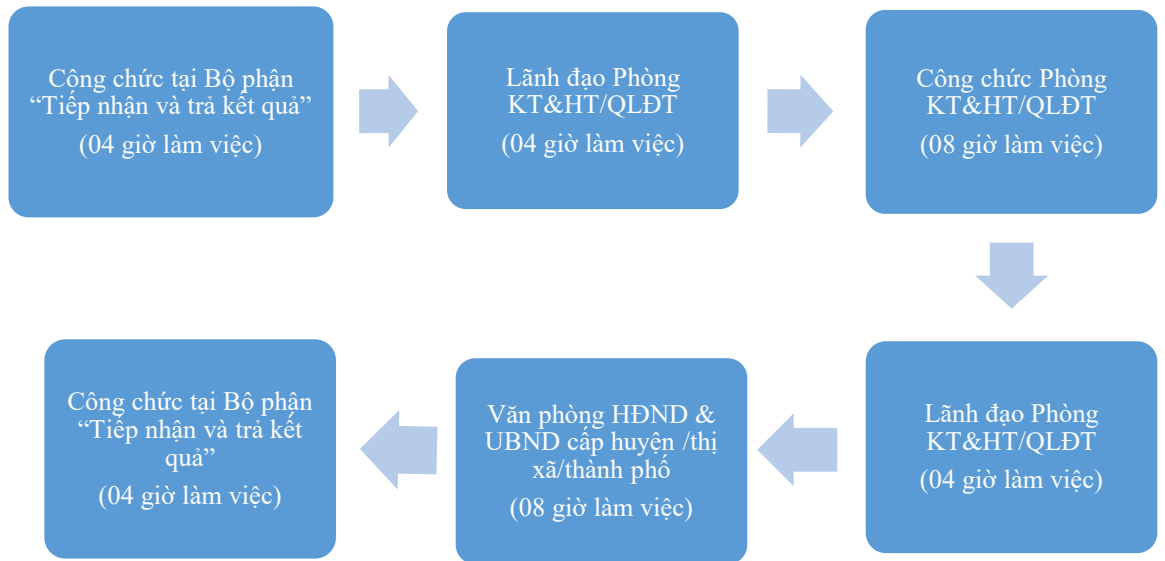 Công chức tại Bộ phận
“Tiếp nhận và trả kết quả”
(04 giờ làm việc)
Lãnh đạo Phòng
KT&HT/QLĐT
(04 giờ làm việc)
Công chức Phòng
KT&HT/QLĐT
(08 giờ làm việc)
Lãnh đạo Phòng
KT&HT/QLĐT
(04 giờ làm việc)
Văn phòng HĐND &
UBND cấp huyện /thị
xã/thành phố
(08 giờ làm việc)
Công chức tại Bộ phận
“Tiếp nhận và trả kết
quả”
(04 giờ làm việc)